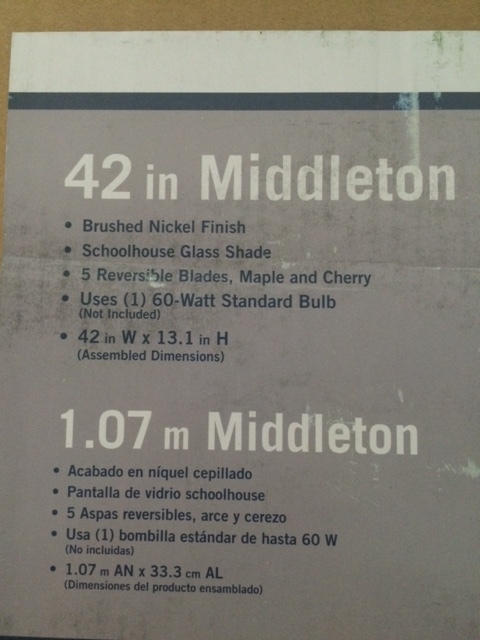 42 in Middleton
• Brushed Nickel Finish
• Schoolhouse Glass Shade
• 5 Reversible Blades, Maple and Cherry
• Uses (1) 60-Watt Standard Bulb
(Not Included)
• 42 in W x 13.1 in H
(Assembled Dimensions)
1.07 m Middleton
• Acabado en níquel cepillado
• Pantalla de vidrio schoolhouse
• 5 Aspas reversibles, arce y cerezo
• Usa (1) bombilla estándar de hasta 60 W
(No incluidas)
• 1.07 m AN x 33.3 cm AL
(Dimensiones del producto ensamblado)